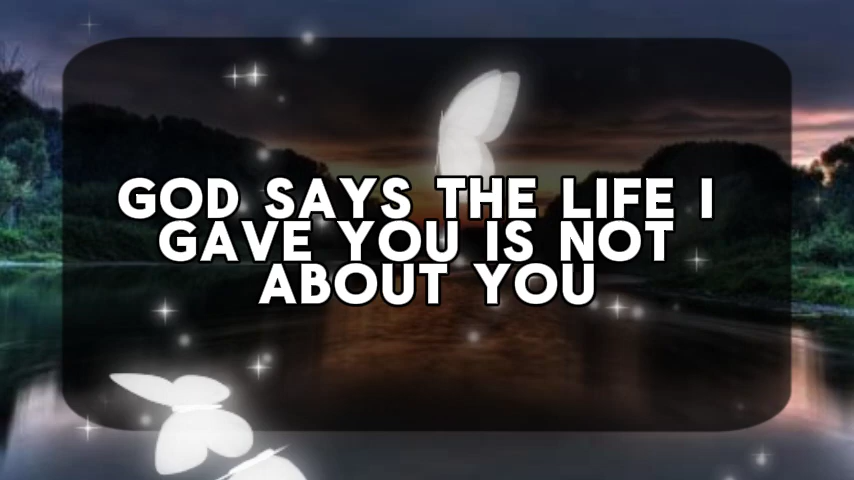 GOD SAYS THE LIFE I
GAVE YOU IS NOT
ABOUT YOU